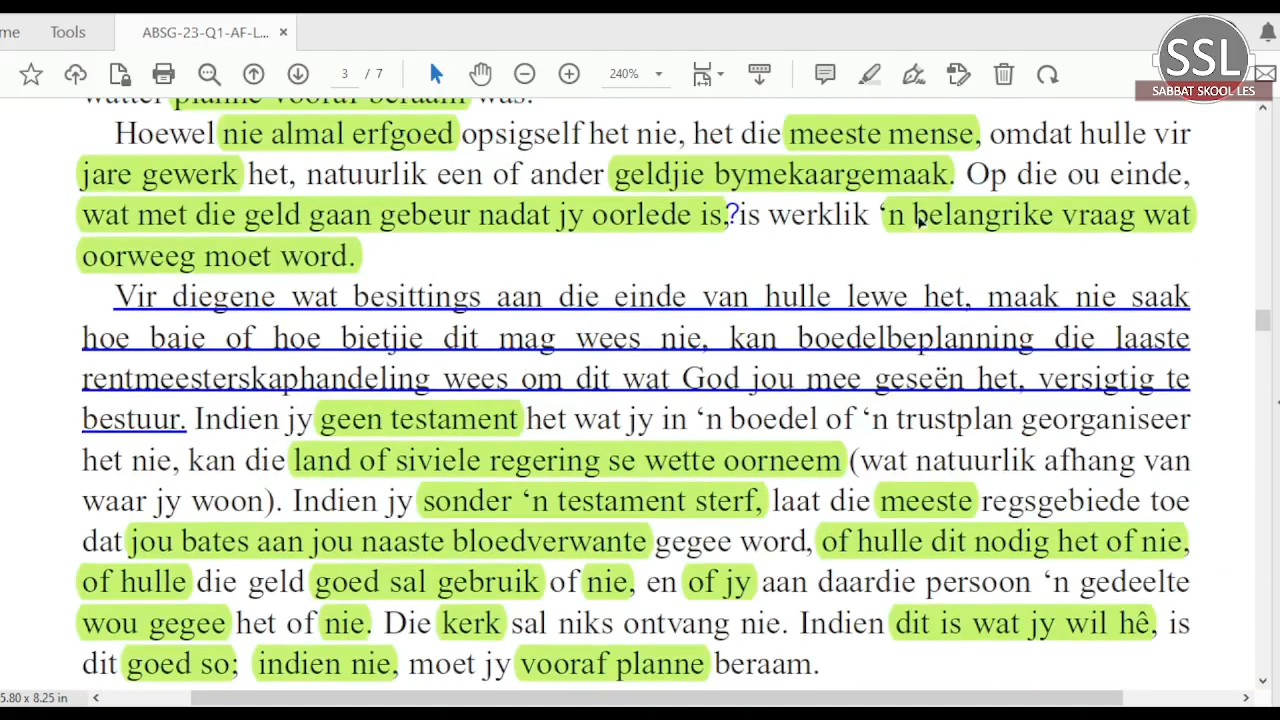 me
Tools
ABSG-23-Q1-AF-L...
SSL
SABBAT SKOOL LES
3 / 7
240%
watter planne vooraf beraam was.
Hoewel nie almal erfgoed opsigself het nie, het die meeste mense, omdat hulle vir
jare gewerk het, natuurlik een of ander geldjie bymekaargemaak. Op die ou einde,
wat met die geld gaan gebeur nadat jy oorlede is,? is werklik ‘n belangrike vraag wat
oorweeg moet word.
Vir diegene wat besittings aan die einde van hulle lewe het, maak nie saak
hoe baie of hoe bietjie dit mag wees nie, kan boedelbeplanning die laaste
rentmeesterskaphandeling wees om dit wat God jou mee geseën het, versigtig te
bestuur. Indien jy geen testament het wat jy in ‘n boedel of ‘n trustplan georganiseer
het nie, kan die land of siviele regering se wette oorneem (wat natuurlik afhang van
waar jy woon). Indien jy sonder ‘n testament sterf, laat die meeste regsgebiede toe
dat jou bates aan jou naaste bloedverwante gegee word, of hulle dit nodig het of nie,
of hulle die geld goed sal gebruik of nie, en of jy aan daardie persoon ‘n gedeelte
wou gegee het of nie. Die kerk sal niks ontvang nie. Indien dit is wat jy wil hê, is
dit goed so; indien nie, moet jy vooraf planne beraam.
5.80 x 8.25 in